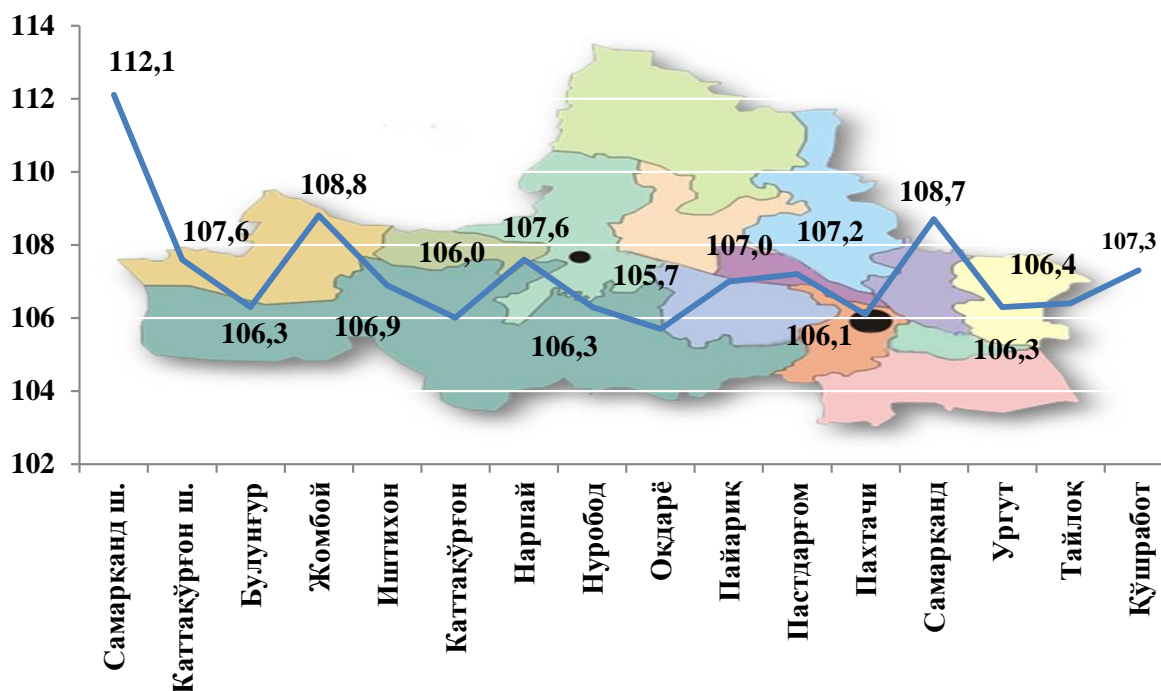 114
112
110
108
106
104
102
112,1
107,6
106,3
108,8
106,9
106,0
107,6
106,3
105,7
107,0
107,2
106,1
108,7
106,3
106,4
107,3
Самарқанд ш.
Каттақўрғон ш.
Булунғур
Жомбой
Иштихон
Каттақўрғон
Нарпай
Нуробод
Оқдарё
Пайариқ
Пастдарғом
Пахтачи
Самарқанд
Ургут
Тайлоқ
Қўшработ